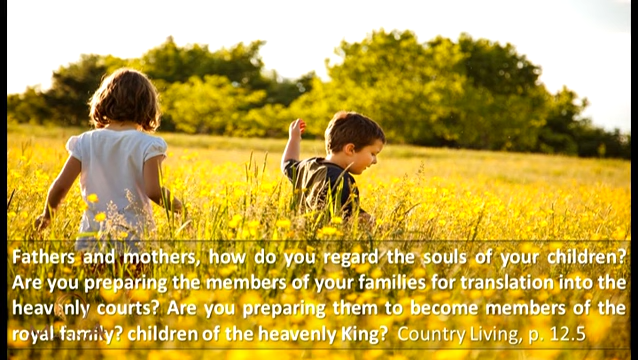 Fathers and mothers, how do you regard the souls of your children?
Are you preparing the members of your families for translation into the
heavenly courts? Are you preparing them to become members of the
royal family? children of the heavenly King? Country Living, p. 12.5